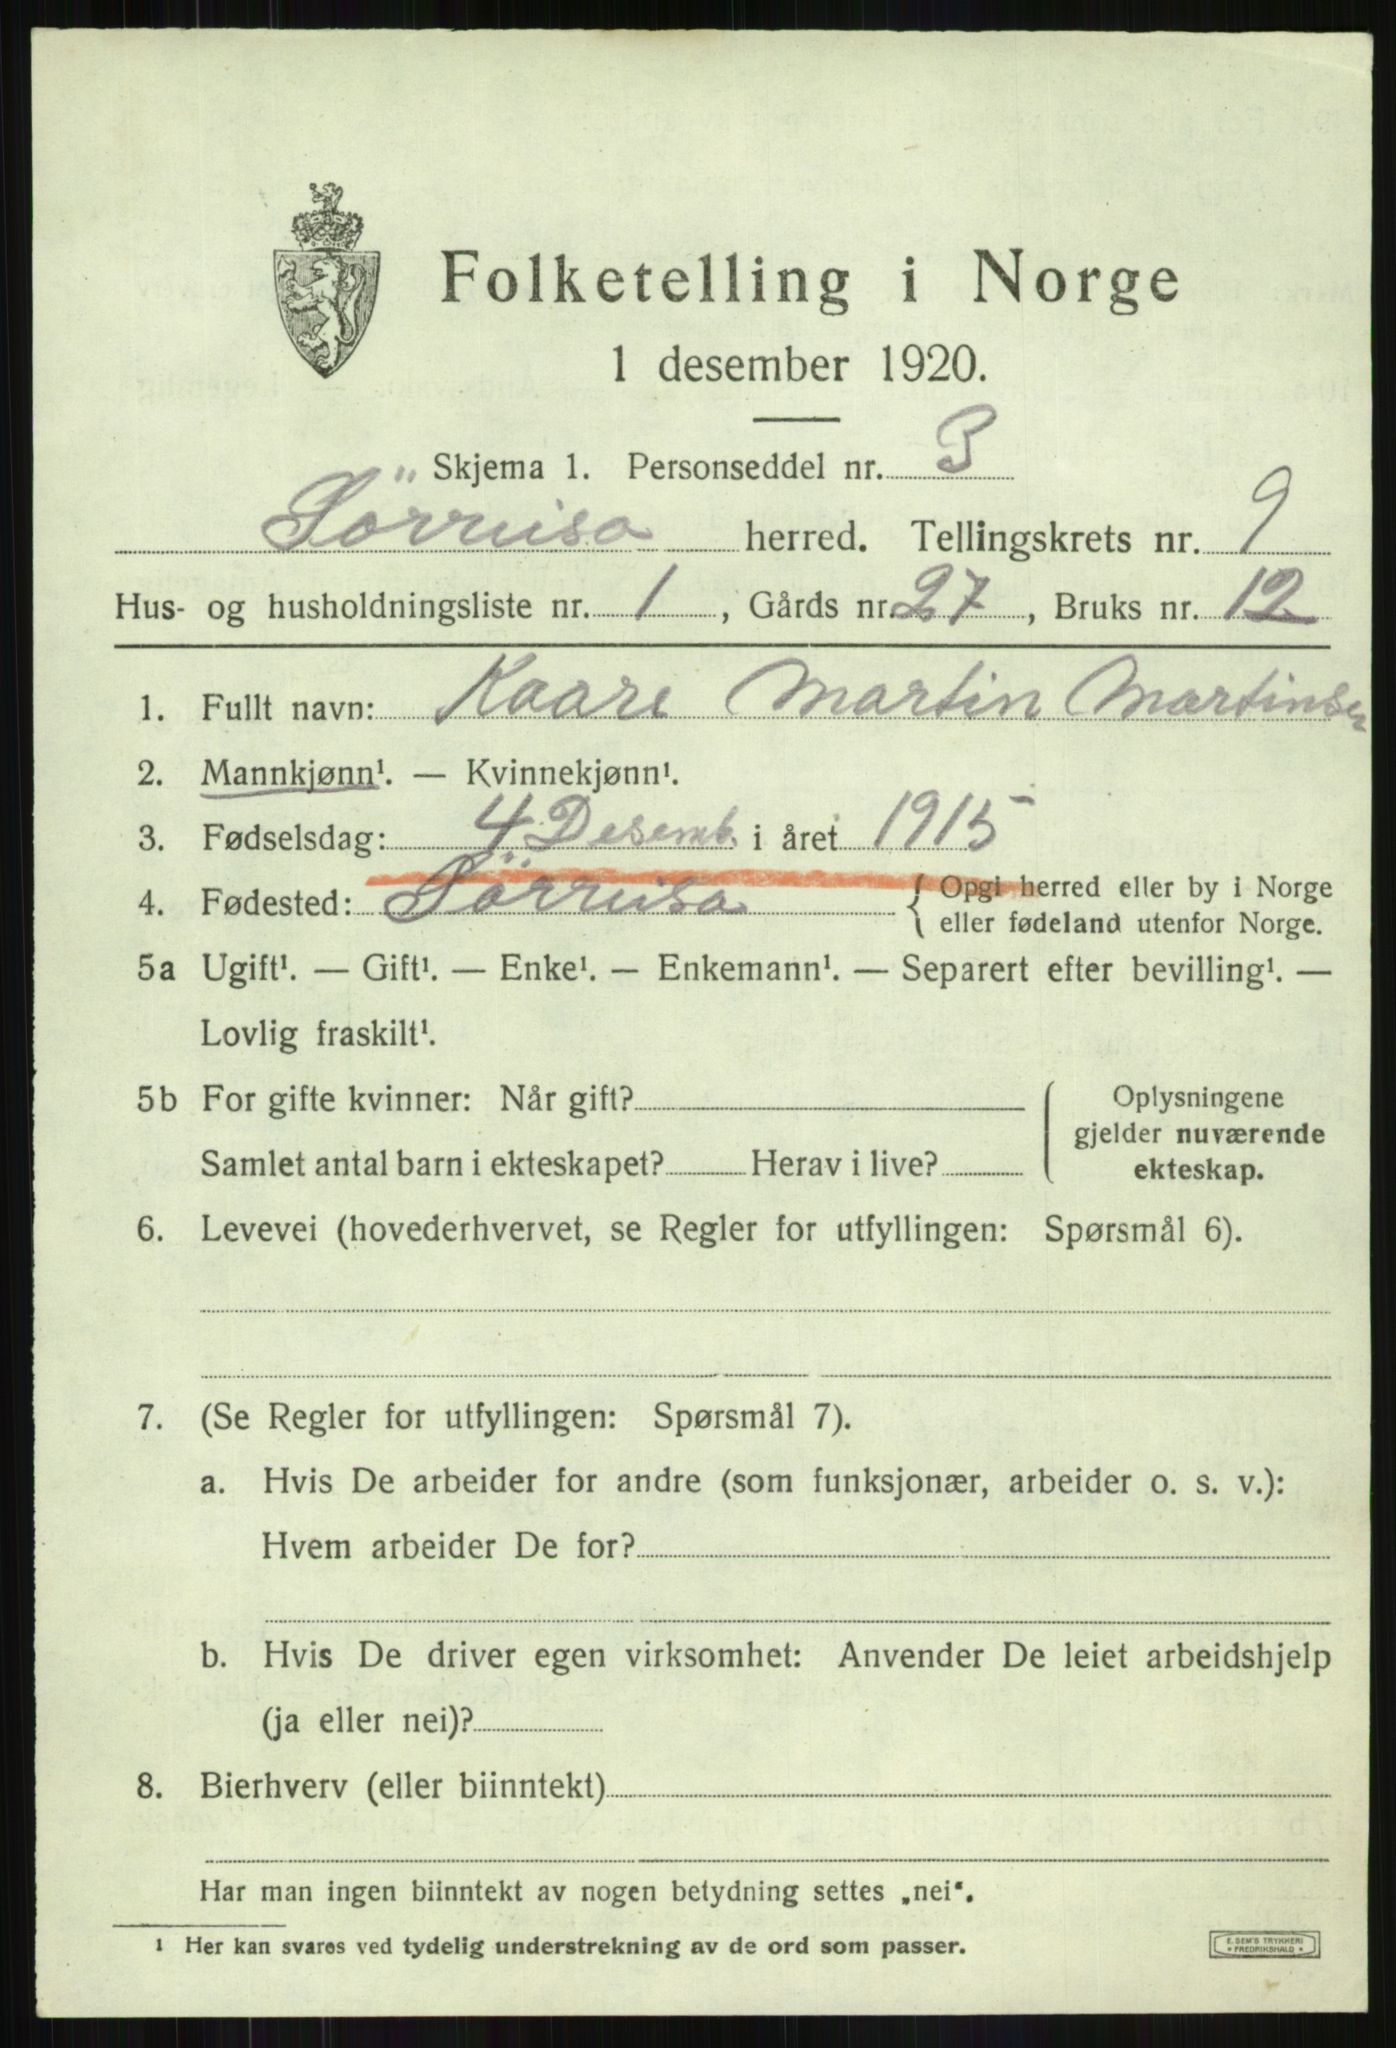 Folketelling i Norge
1 desember 1920.
Skjema 1. Personseddel nr. 3
Sörreisa herred. Tellingskrets nr. 9
Hus- og husholdningsliste nr. 1, Gårds nr. 27, Bruks nr. 12
1. Fullt navn: Kaare Martin Martinsen
2. Mannkjønn¹. — Kvinnekjønn¹.
3. Fødselsdag: 4 Desemb. i året 1915
4. Fødested: Sörreisa { Opgi herred eller by i Norge
eller fødeland utenfor Norge.
5a Ugift¹. — Gift¹. — Enke¹. — Enkemann¹. — Separert efter bevilling¹. —
Lovlig fraskilt¹.
5b For gifte kvinner: Når gift? { Oplysningene
gjelder nuværende
Samlet antal barn i ekteskapet? Herav i live? ekteskap.
6. Levevei (hovederhvervet, se Regler for utfyllingen: Spørsmål 6).
7. (Se Regler for utfyllingen: Spørsmål 7).
a. Hvis De arbeider for andre (som funksjonær, arbeider o. s. v.):
Hvem arbeider De for?
b. Hvis De driver egen virksomhet: Anvender De leiet arbeidshjelp
(ja eller nei)?
8. Bierhverv (eller biinntekt)
Har man ingen biinntekt av nogen betydning settes „nei“.
¹ Her kan svares ved tydelig understrekning av de ord som passer.
E. SEM'S TRYKKERI
* FREDRIKSHALD *